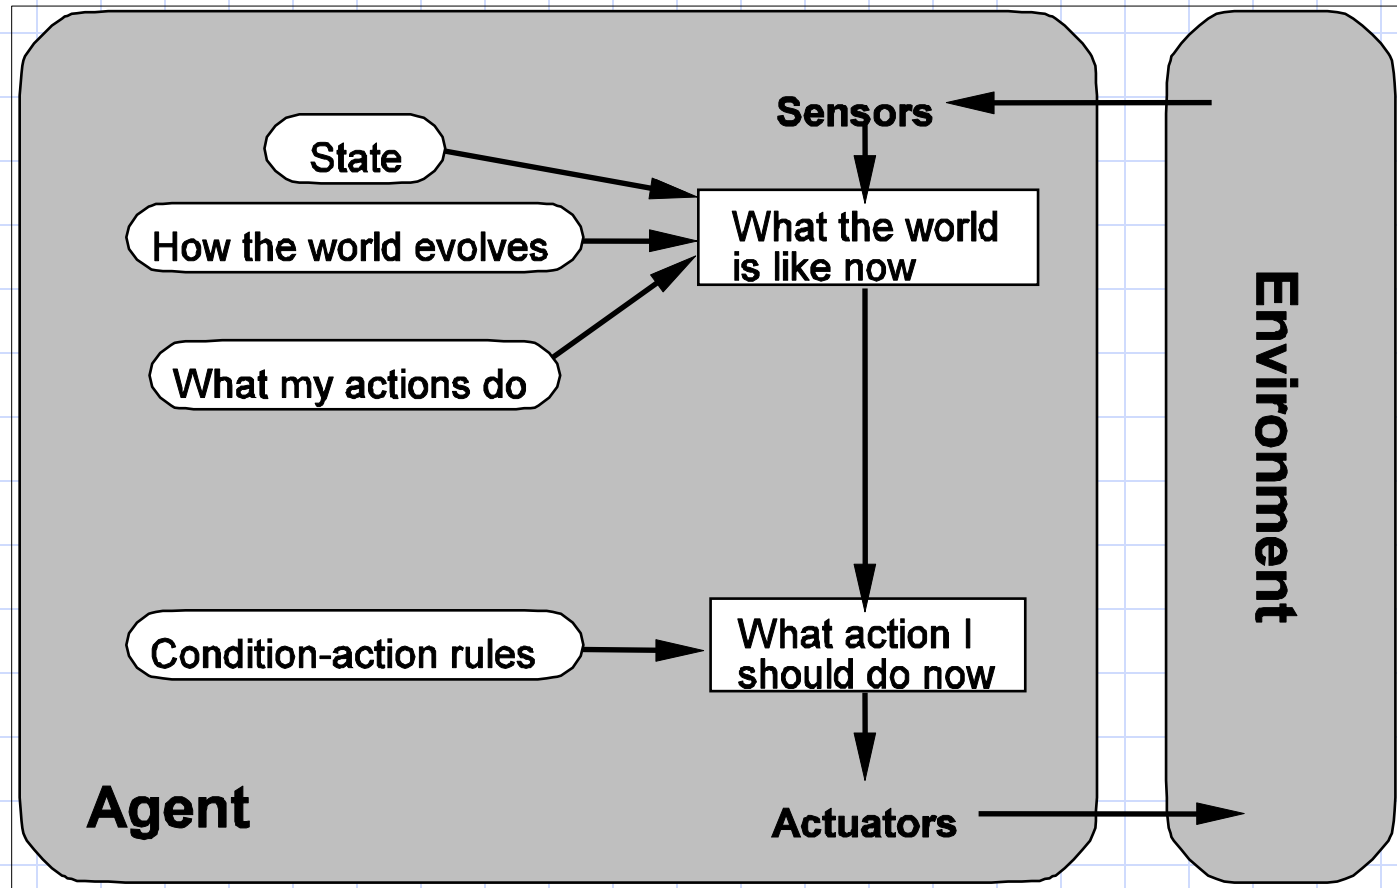 Sensors
State
How the world evolves
What the world
is like now
What my actions do
Environment
Condition-action rules
What action I
should do now
Agent
Actuators